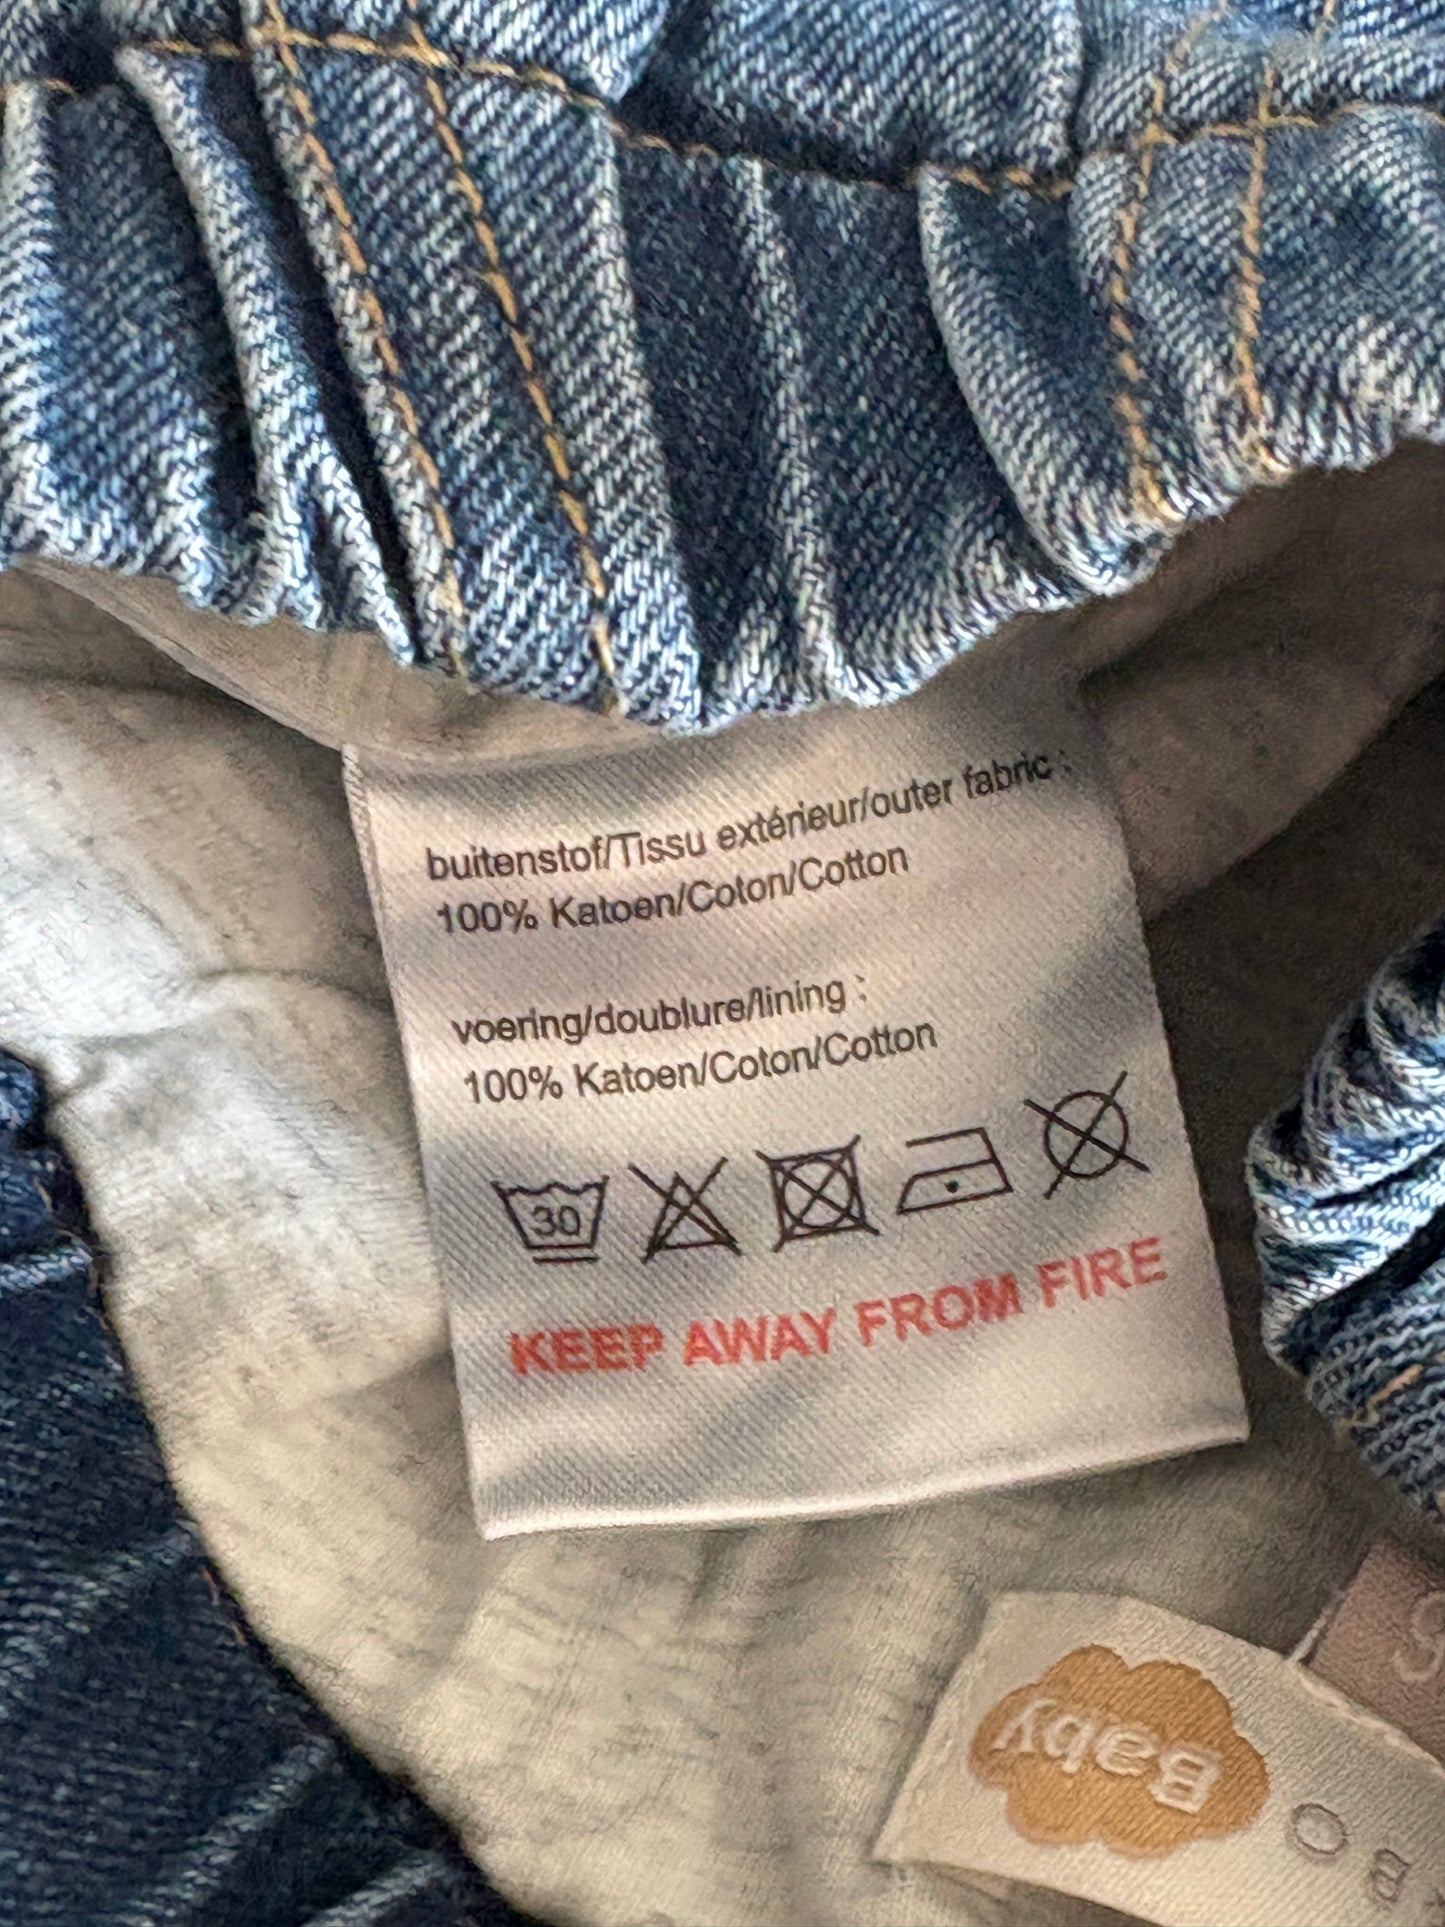 buitenstof/Tissu extérieur/outer fabric :
100% Katoen/Coton/Cotton
voering/doublure/lining :
100% Katoen/Coton/Cotton
30
KEEP AWAY FROM FIRE
Baby